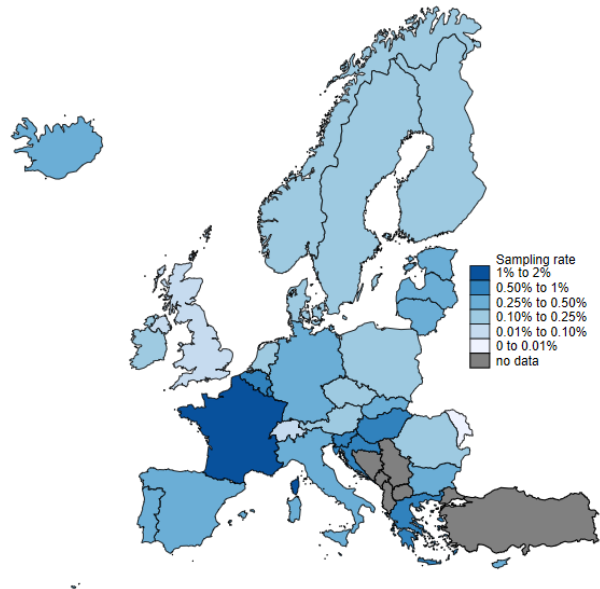 Sampling rate
1% to 2%
0.50% to 1%
0.25% to 0.50%
0.10% to 0.25%
0.01% to 0.10%
0 to 0.01%
no data